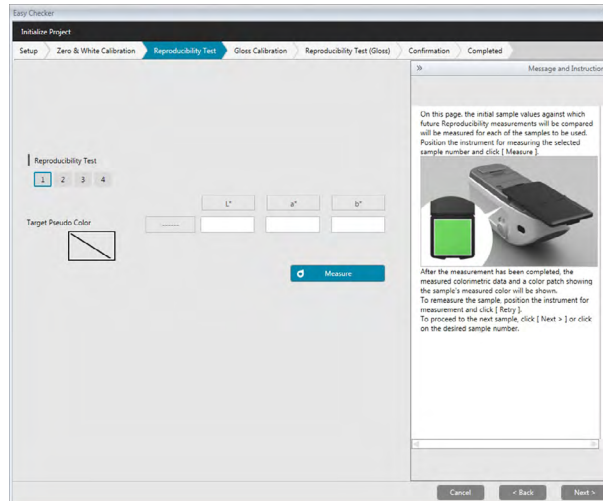 Easy Checker
Initialize Project
Setup Zero & White Calibration Reproducibility Test Gloss Calibration Reproducibility Test (Gloss) Confirmation Completed
» Message and Instruction
On this page, the initial sample values against which
future Reproducibility measurements will be compared
will be measured for each of the samples to be used.
Position the instrument for measuring the selected
sample number and click [ Measure ].
Reproducibility Test
1 2 3 4
L* a* b*
Target Pseudo Color ------
Measure
After the measurement has been completed, the
measured colorimetric data and a color patch showing
the sample's measured color will be shown.
To remeasure the sample, position the instrument for
measurement and click [ Retry ].
To proceed to the next sample, click [ Next > ] or click
on the desired sample number.
Cancel < Back Next >